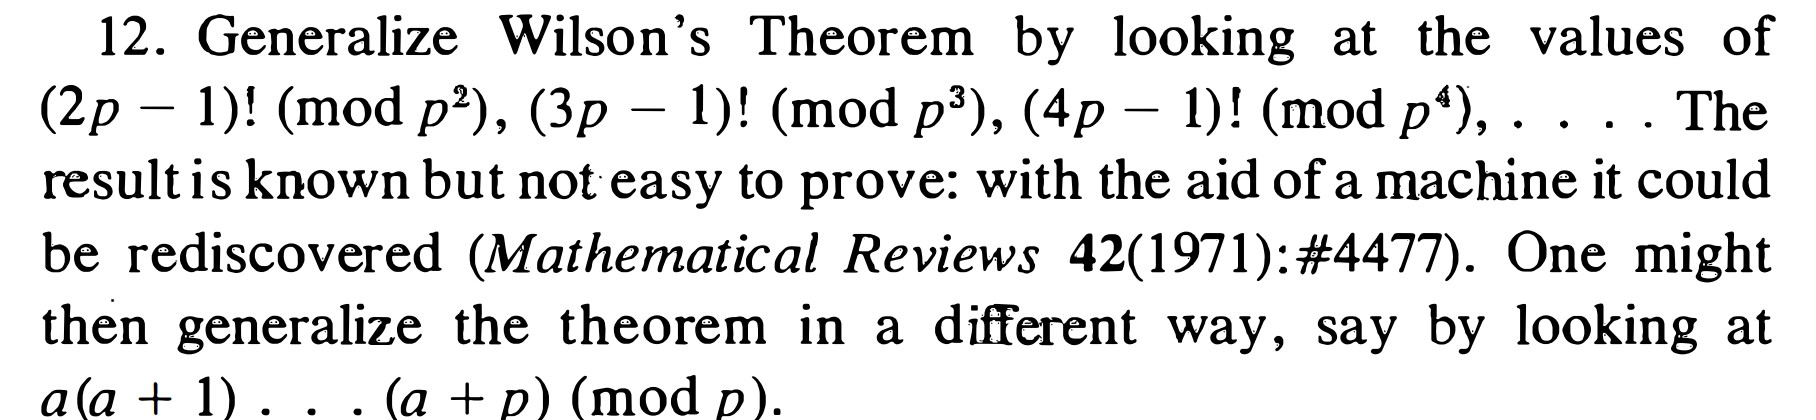 12. Generalize Wilson's Theorem by looking at the values of
(2p − 1)! (mod p²), (3p − 1)! (mod p³), (4p − 1)! (mod p⁴), . . . . The
result is known but not easy to prove: with the aid of a machine it could
be rediscovered (Mathematical Reviews 42(1971):#4477). One might
then generalize the theorem in a different way, say by looking at
a(a + 1) . . . (a + p) (mod p).